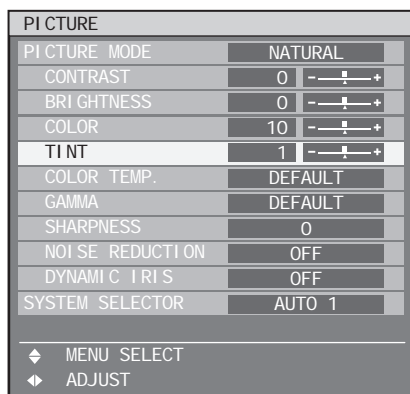 PICTURE
PICTURE MODE NATURAL
CONTRAST 0 - +
BRIGHTNESS 0 - +
COLOR 10 - +
TINT 1 - +
COLOR TEMP. DEFAULT
GAMMA DEFAULT
SHARPNESS 0
NOISE REDUCTION OFF
DYNAMIC IRIS OFF
SYSTEM SELECTOR AUTO 1
MENU SELECT
ADJUST